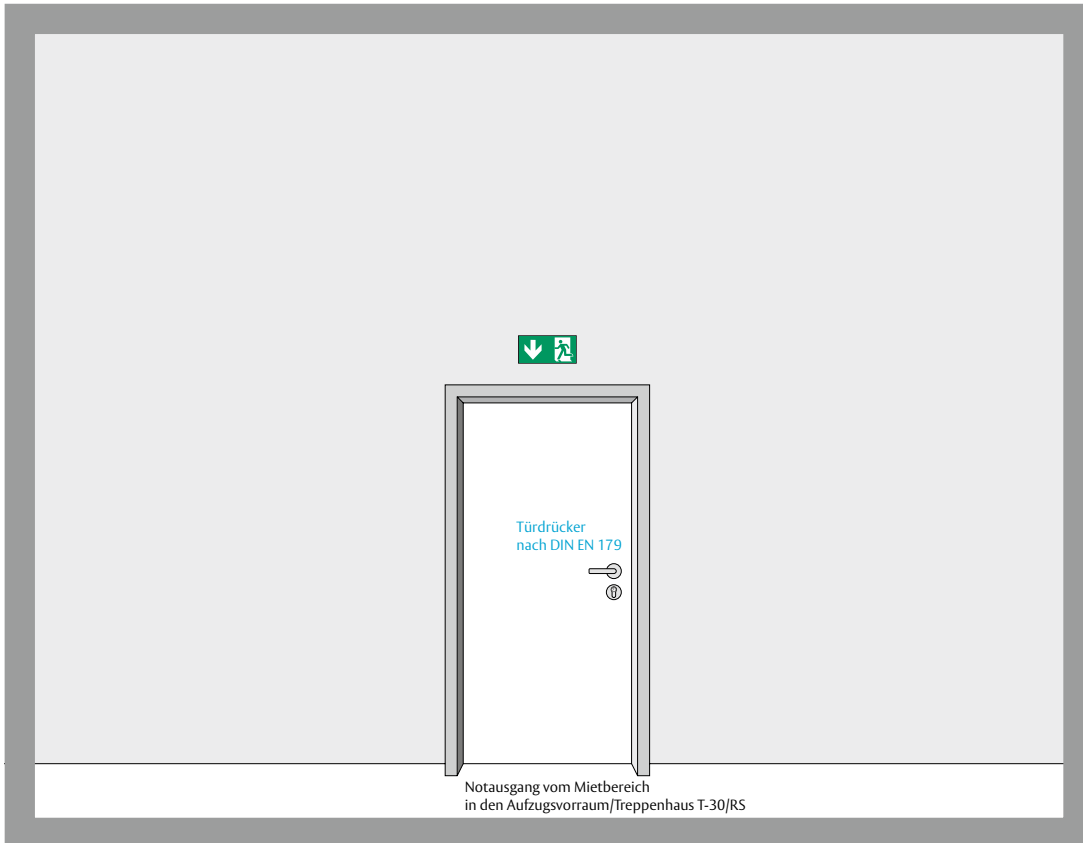 Türdrücker
nach DIN EN 179
Notausgang vom Mietbereich
in den Aufzugsvorraum/Treppenhaus T-30/RS